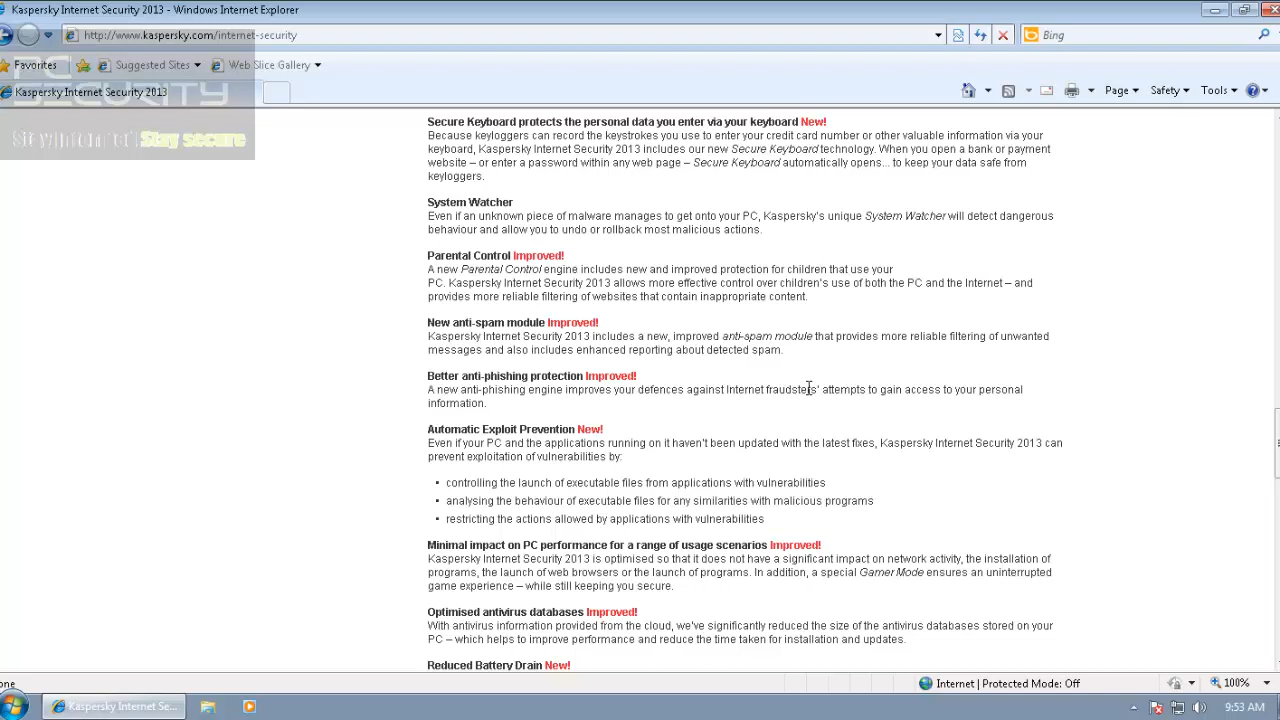 Kaspersky Internet Security 2013 - Windows Internet Explorer
http://www.kaspersky.com/internet-security
Bing
Favorites
Suggested Sites
Web Slice Gallery
PC
SECURITY
Kaspersky Internet Security 2013
Page
Safety
Tools
Stay informed Stay secure
Secure Keyboard protects the personal data you enter via your keyboard New!
Because keyloggers can record the keystrokes you use to enter your credit card number or other valuable information via your
keyboard, Kaspersky Internet Security 2013 includes our new Secure Keyboard technology. When you open a bank or payment
website – or enter a password within any web page – Secure Keyboard automatically opens... to keep your data safe from
keyloggers.
System Watcher
Even if an unknown piece of malware manages to get onto your PC, Kaspersky's unique System Watcher will detect dangerous
behaviour and allow you to undo or rollback most malicious actions.
Parental Control Improved!
A new Parental Control engine includes new and improved protection for children that use your
PC. Kaspersky Internet Security 2013 allows more effective control over children's use of both the PC and the Internet – and
provides more reliable filtering of websites that contain inappropriate content.
New anti-spam module Improved!
Kaspersky Internet Security 2013 includes a new, improved anti-spam module that provides more reliable filtering of unwanted
messages and also includes enhanced reporting about detected spam.
Better anti-phishing protection Improved!
A new anti-phishing engine improves your defences against Internet fraudsters' attempts to gain access to your personal
information.
Automatic Exploit Prevention New!
Even if your PC and the applications running on it haven't been updated with the latest fixes, Kaspersky Internet Security 2013 can
prevent exploitation of vulnerabilities by:
▪ controlling the launch of executable files from applications with vulnerabilities
▪ analysing the behaviour of executable files for any similarities with malicious programs
▪ restricting the actions allowed by applications with vulnerabilities
Minimal impact on PC performance for a range of usage scenarios Improved!
Kaspersky Internet Security 2013 is optimised so that it does not have a significant impact on network activity, the installation of
programs, the launch of web browsers or the launch of programs. In addition, a special Gamer Mode ensures an uninterrupted
game experience – while still keeping you secure.
Optimised antivirus databases Improved!
With antivirus information provided from the cloud, we've significantly reduced the size of the antivirus databases stored on your
PC – which helps to improve performance and reduce the time taken for installation and updates.
Reduced Battery Drain New!
one
Internet | Protected Mode: Off
100%
Kaspersky Internet Se...
9:53 AM